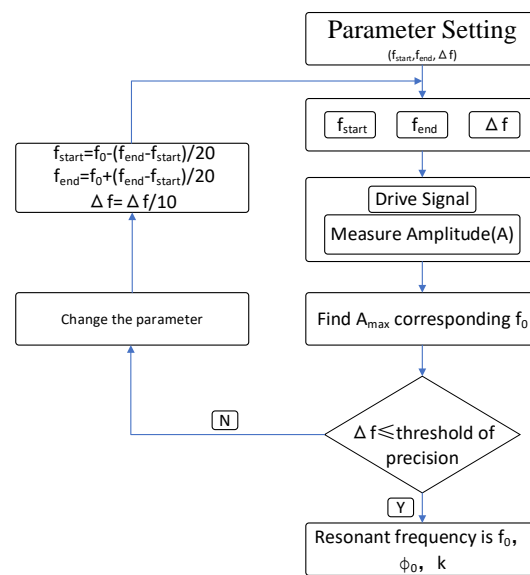 Parameter Setting
(fstart,fend, Δf)
fstart fend Δf
Drive Signal
Measure Amplitude(A)
Find Amax corresponding f0
Δf≤threshold of
precision
N
Change the parameter
fstart=f0-(fend-fstart)/20
fend=f0+(fend-fstart)/20
Δf=Δf/10
Y
Resonant frequency is f0,
ϕ0, k